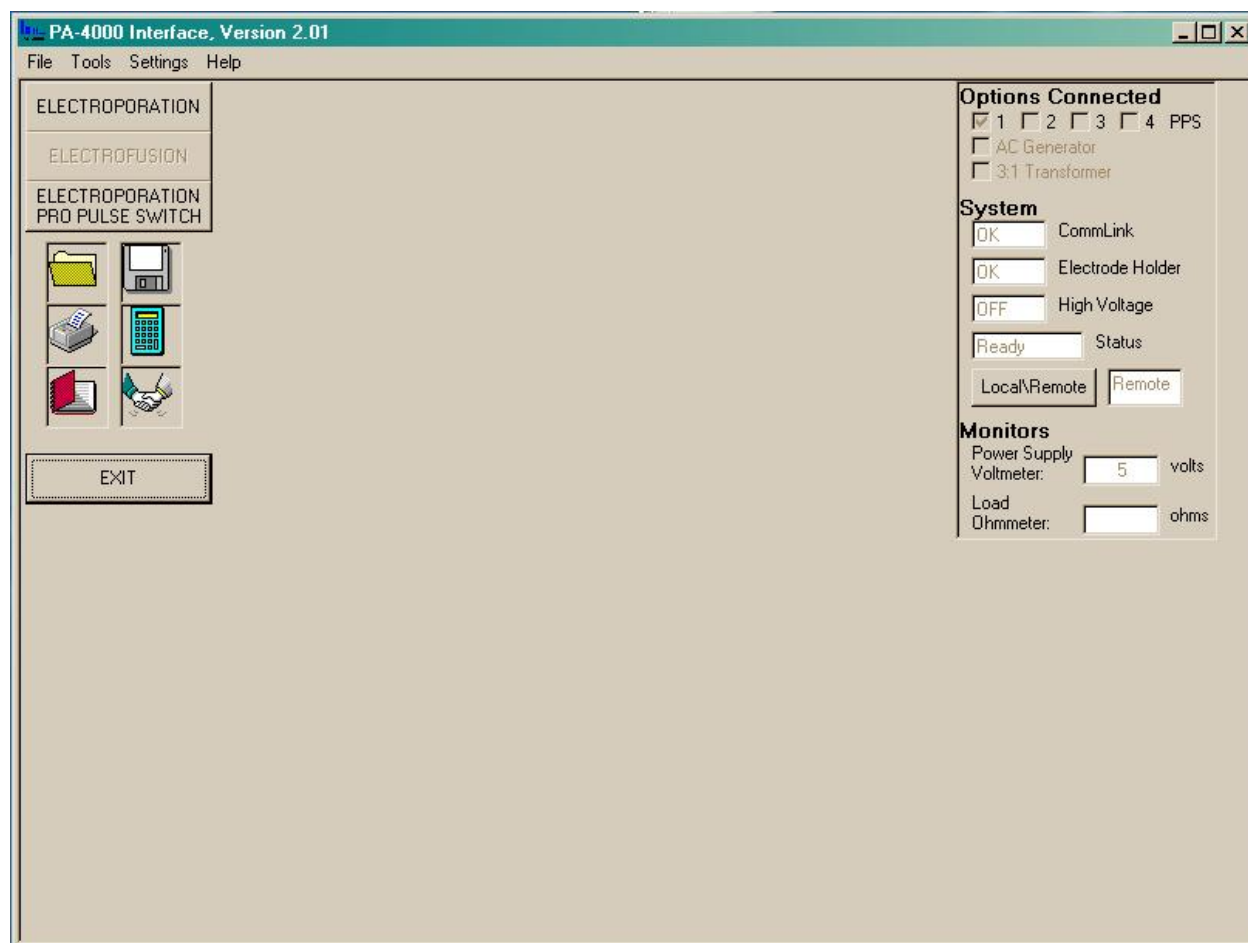 PA-4000 Interface, Version 2.01
File Tools Settings Help
ELECTROPORATION
ELECTROFUSION
ELECTROPORATION
PRO PULSE SWITCH
EXIT
Options Connected
1 2 3 4 PPS
AC Generator
3:1 Transformer
System
OK CommLink
OK Electrode Holder
OFF High Voltage
Ready Status
Local\Remote Remote
Monitors
Power Supply
Voltmeter: 5 volts
Load
Ohmmeter: ohms